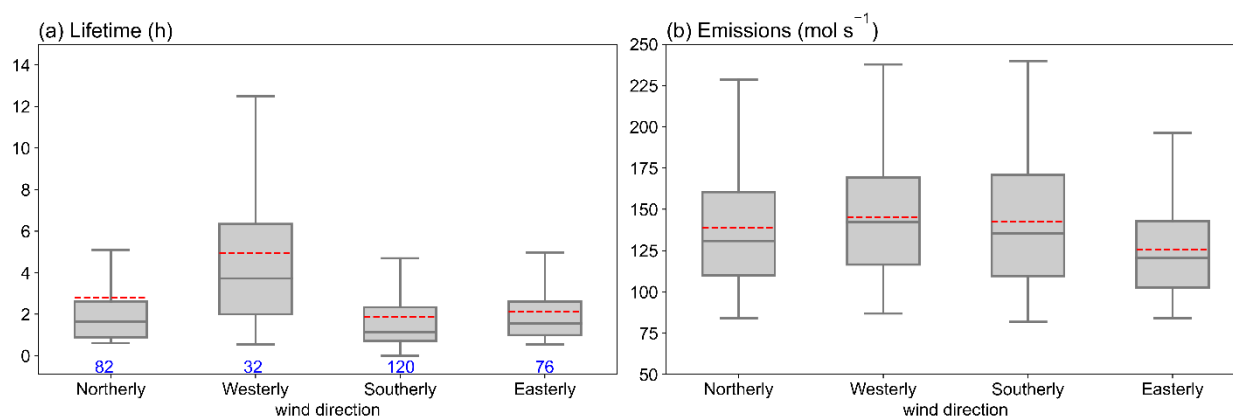 (a) Lifetime (h)
14
12
10
8
6
4
2
0
82
32
120
76
Northerly
Westerly
Southerly
Easterly
wind direction
(b) Emissions (mol s⁻¹)
250
225
200
175
150
125
100
75
50
Northerly
Westerly
Southerly
Easterly
wind direction